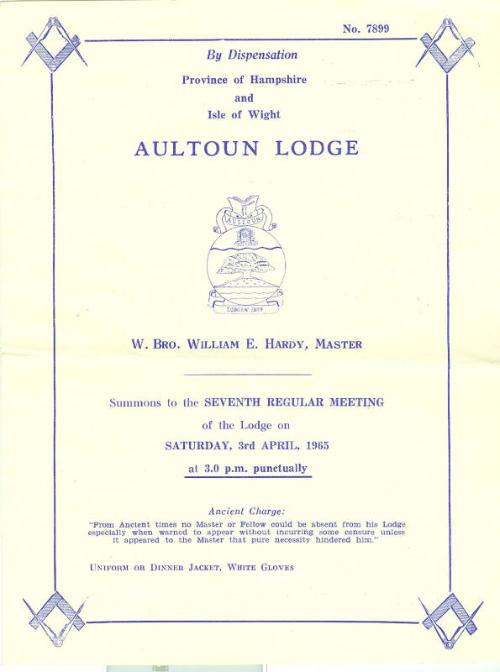 No. 7899
By Dispensation
Province of Hampshire
and
Isle of Wight
AULTOUN LODGE
AULTOUN
W. BRO. WILLIAM E. HARDY, MASTER
Summons to the SEVENTH REGULAR MEETING
of the Lodge on
SATURDAY, 3rd APRIL, 1965
at 3.0 p.m. punctually
Ancient Charge:
"From Ancient times no Master or Fellow could be absent from his Lodge
especially when warned to appear without incurring some censure unless
it appeared to the Master that pure necessity hindered him."
UNIFORM OR DINNER JACKET, WHITE GLOVES